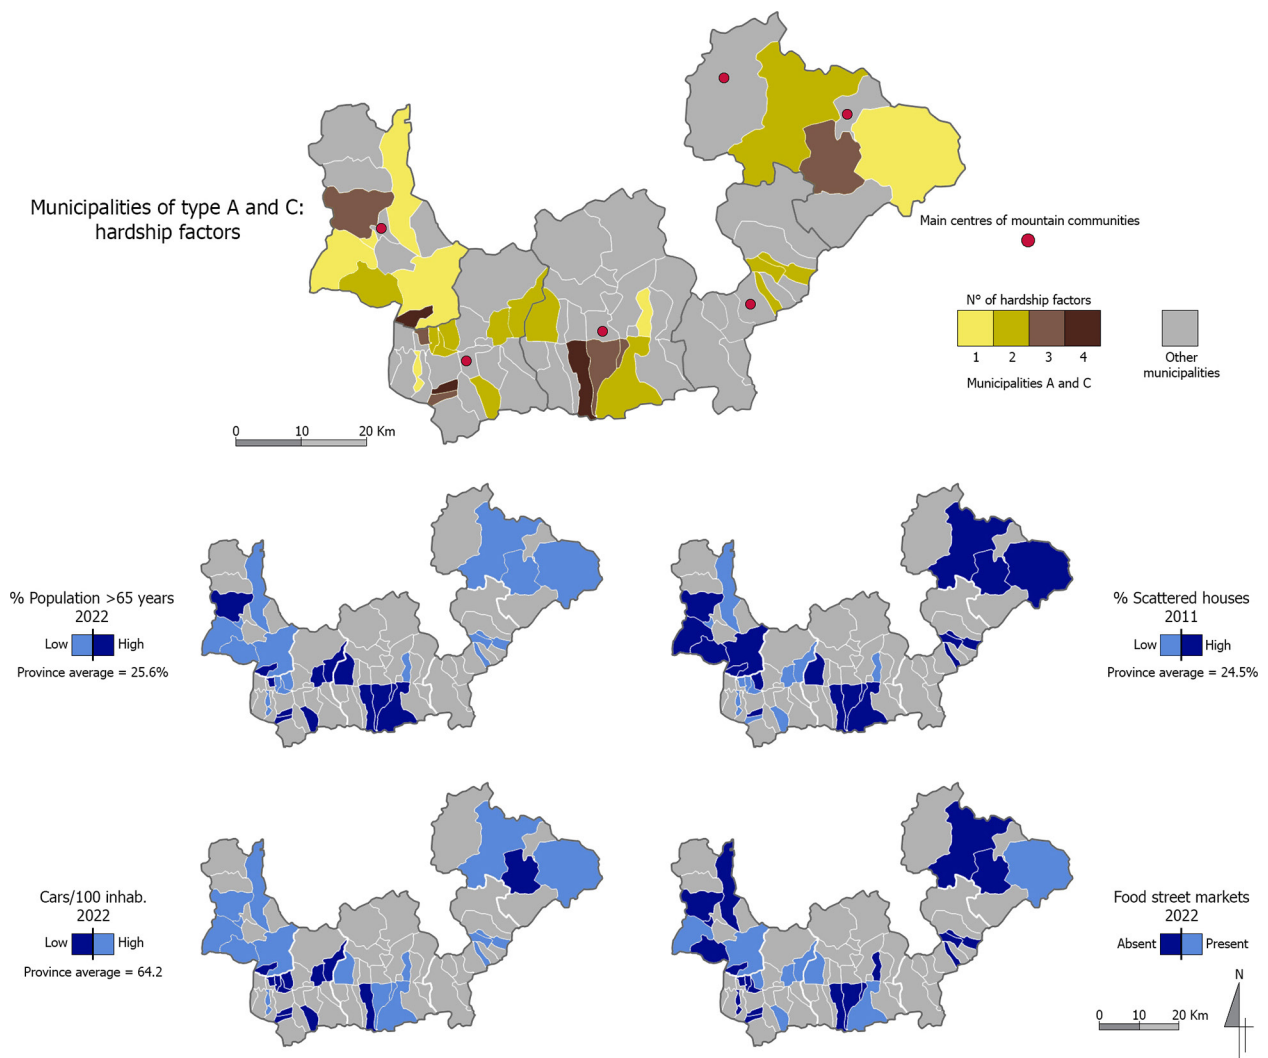 Municipalities of type A and C:
hardship factors
Main centres of mountain communities
N° of hardship factors
1 2 3 4
Municipalities A and C
Other
municipalities
0 10 20 Km
% Population >65 years
2022
Low High
Province average = 25.6%
% Scattered houses
2011
Low High
Province average = 24.5%
Cars/100 inhab.
2022
Low High
Province average = 64.2
Food street markets
2022
Absent Present
N
0 10 20 Km